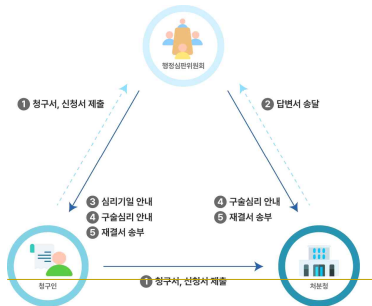 행정심판위원회
1 청구서, 신청서 제출
2 답변서 송달
3 심리기일 안내
4 구술심리 안내
5 재결서 송부
4 구술심리 안내
5 재결서 송부
청구인
1 청구서, 신청서 제출
처분청